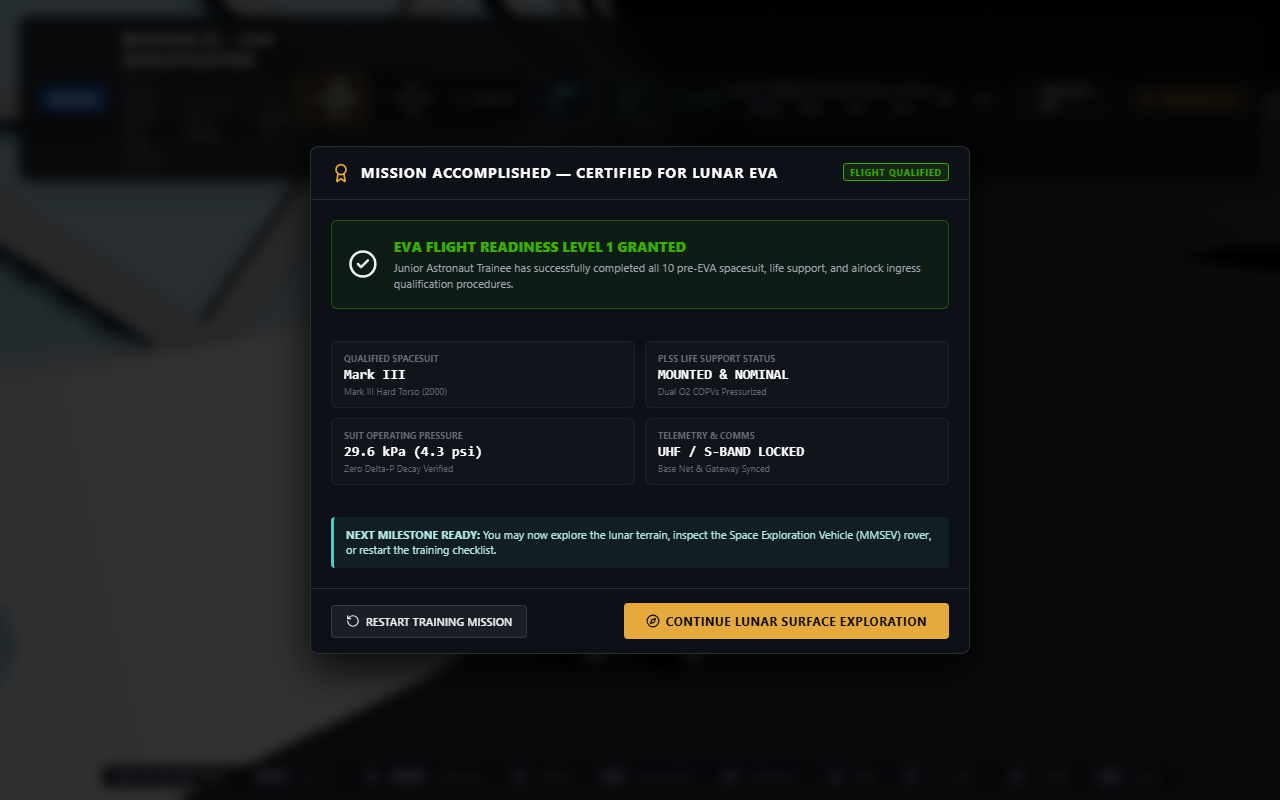 MISSION ACCOMPLISHED — CERTIFIED FOR LUNAR EVA
FLIGHT QUALIFIED
EVA FLIGHT READINESS LEVEL 1 GRANTED
Junior Astronaut Trainee has successfully completed all 10 pre-EVA spacesuit, life support, and airlock ingress
qualification procedures.
QUALIFIED SPACESUIT
Mark III
Mark III Hard Torso (2000)
PLSS LIFE SUPPORT STATUS
MOUNTED & NOMINAL
Dual O2 COPVs Pressurized
SUIT OPERATING PRESSURE
29.6 kPa (4.3 psi)
Zero Delta-P Decay Verified
TELEMETRY & COMMS
UHF / S-BAND LOCKED
Base Net & Gateway Synced
NEXT MILESTONE READY: You may now explore the lunar terrain, inspect the Space Exploration Vehicle (MMSEV) rover,
or restart the training checklist.
RESTART TRAINING MISSION
CONTINUE LUNAR SURFACE EXPLORATION